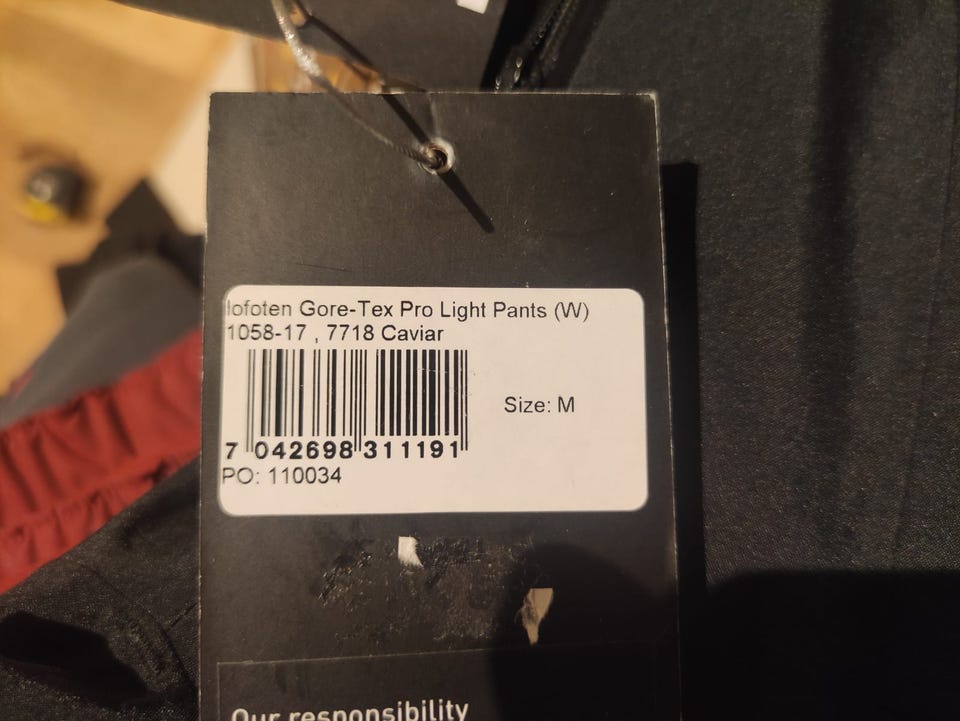 lofoten Gore-Tex Pro Light Pants (W)
1058-17 , 7718 Caviar
Size: M
7 042698 311191
PO: 110034
Our responsibility